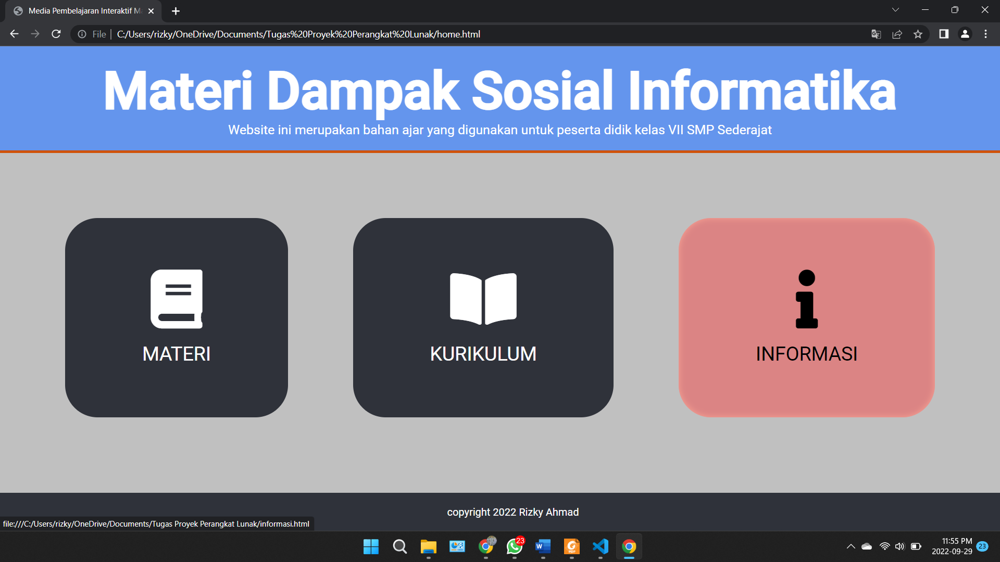 Media Pembelajaran Interaktif Ma
File
C:/Users/rizky/OneDrive/Documents/Tugas%20Proyek%20Perangkat%20Lunak/home.html
Materi Dampak Sosial Informatika
Website ini merupakan bahan ajar yang digunakan untuk peserta didik kelas VII SMP Sederajat
MATERI
KURIKULUM
INFORMASI
copyright 2022 Rizky Ahmad
file:///C:/Users/rizky/OneDrive/Documents/Tugas Proyek Perangkat Lunak/informasi.html
23
11:55 PM
2022-09-29
23